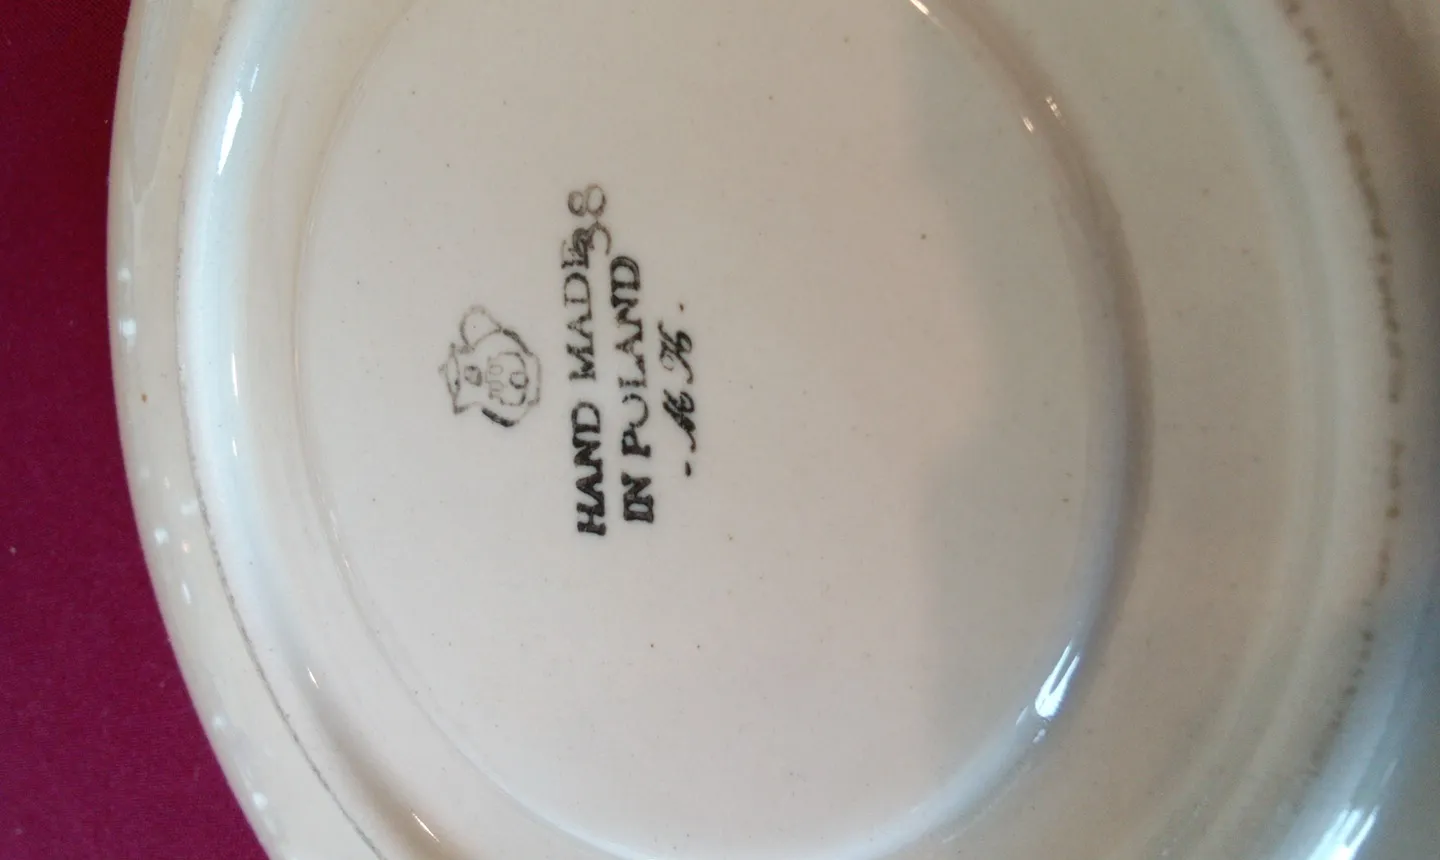 HAND MADE
38
IN POLAND
- M. K. -